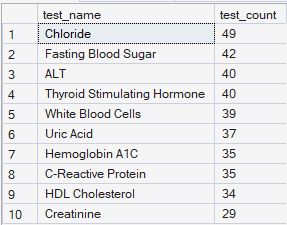 test_name test_count
1 Chloride 49
2 Fasting Blood Sugar 42
3 ALT 40
4 Thyroid Stimulating Hormone 40
5 White Blood Cells 39
6 Uric Acid 37
7 Hemoglobin A1C 35
8 C-Reactive Protein 35
9 HDL Cholesterol 34
10 Creatinine 29